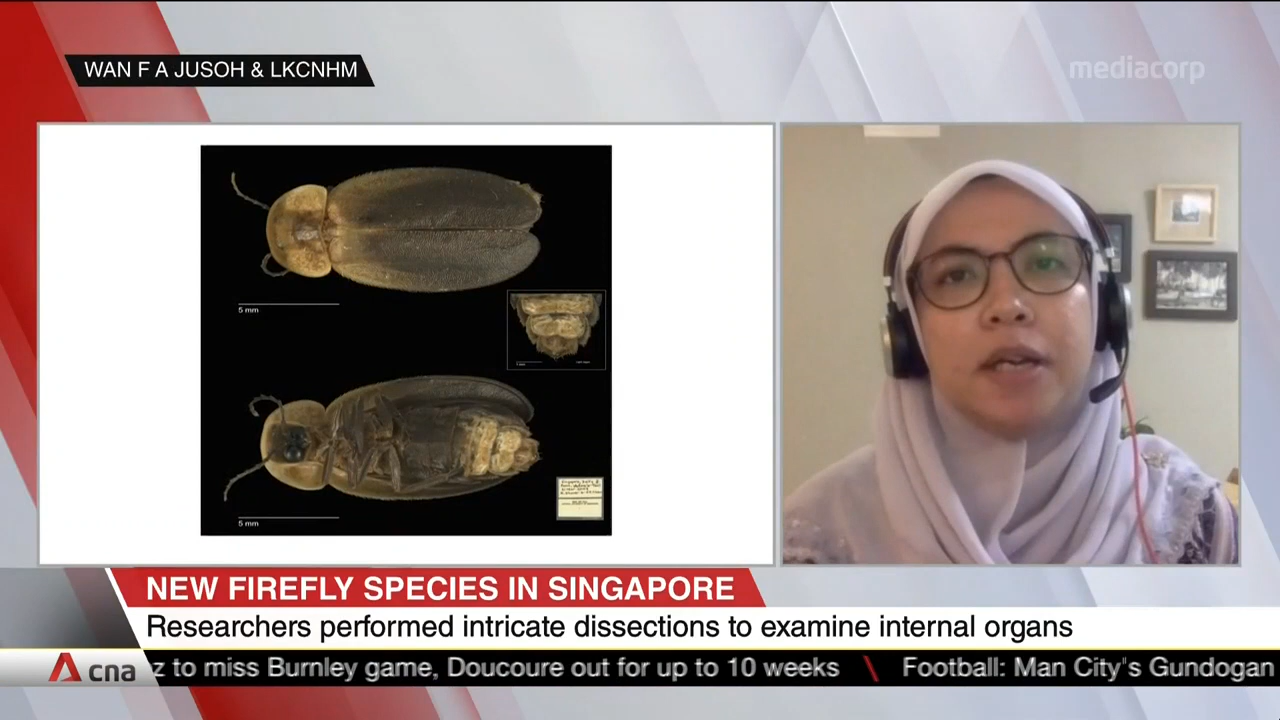 WAN F A JUSOH & LKCNHM
mediacorp
5 mm
5 mm
NEW FIREFLY SPECIES IN SINGAPORE
Researchers performed intricate dissections to examine internal organs
cna
z to miss Burnley game, Doucoure out for up to 10 weeks \ Football: Man City's Gundogan